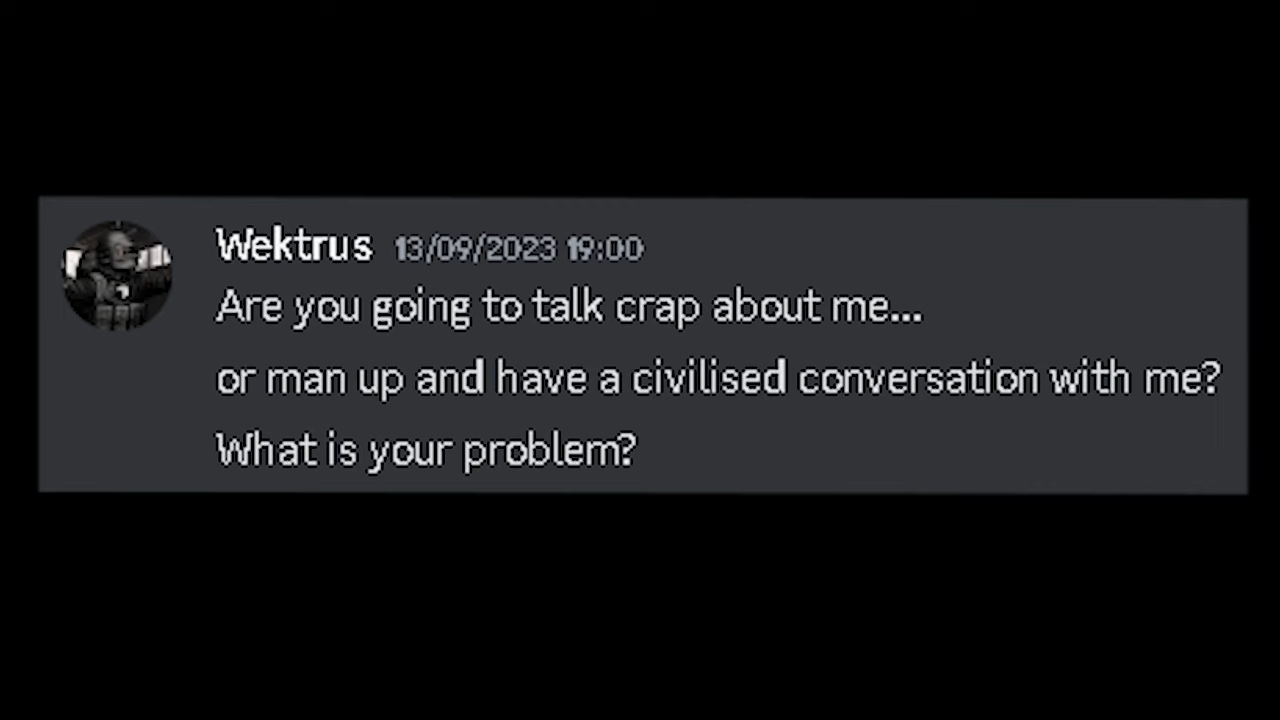 Wektrus 13/09/2023 19:00
Are you going to talk crap about me...
or man up and have a civilised conversation with me?
What is your problem?